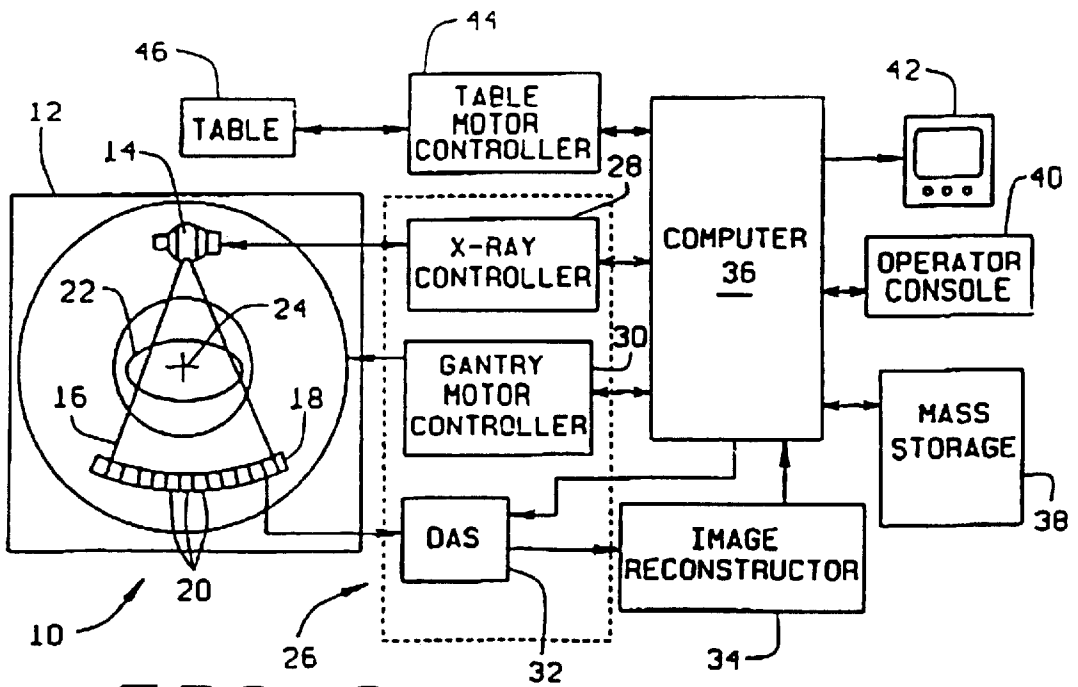 46
44
42
12
TABLE
TABLE
MOTOR
CONTROLLER
14
28
40
X-RAY
CONTROLLER
COMPUTER
36
OPERATOR
CONSOLE
22
24
30
GANTRY
MOTOR
CONTROLLER
16
18
MASS
STORAGE
38
DAS
IMAGE
RECONSTRUCTOR
20
10
26
32
34